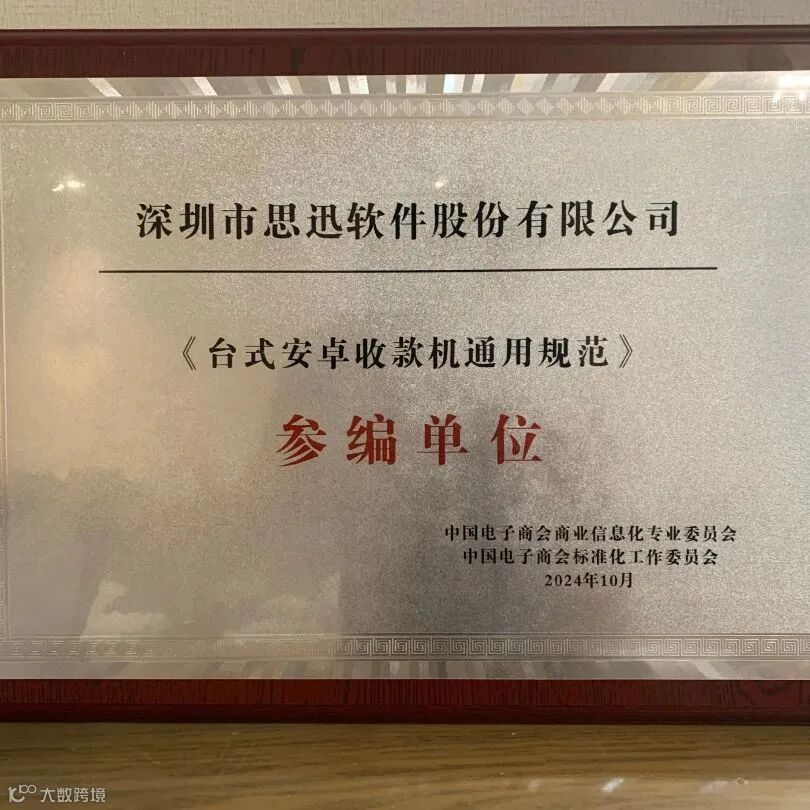 深圳市思迅软件股份有限公司
《台式安卓收款机通用规范》
参编单位
中国电子商会商业信息化专业委员会
中国电子商会标准化工作委员会
2024年10月
大数跨境